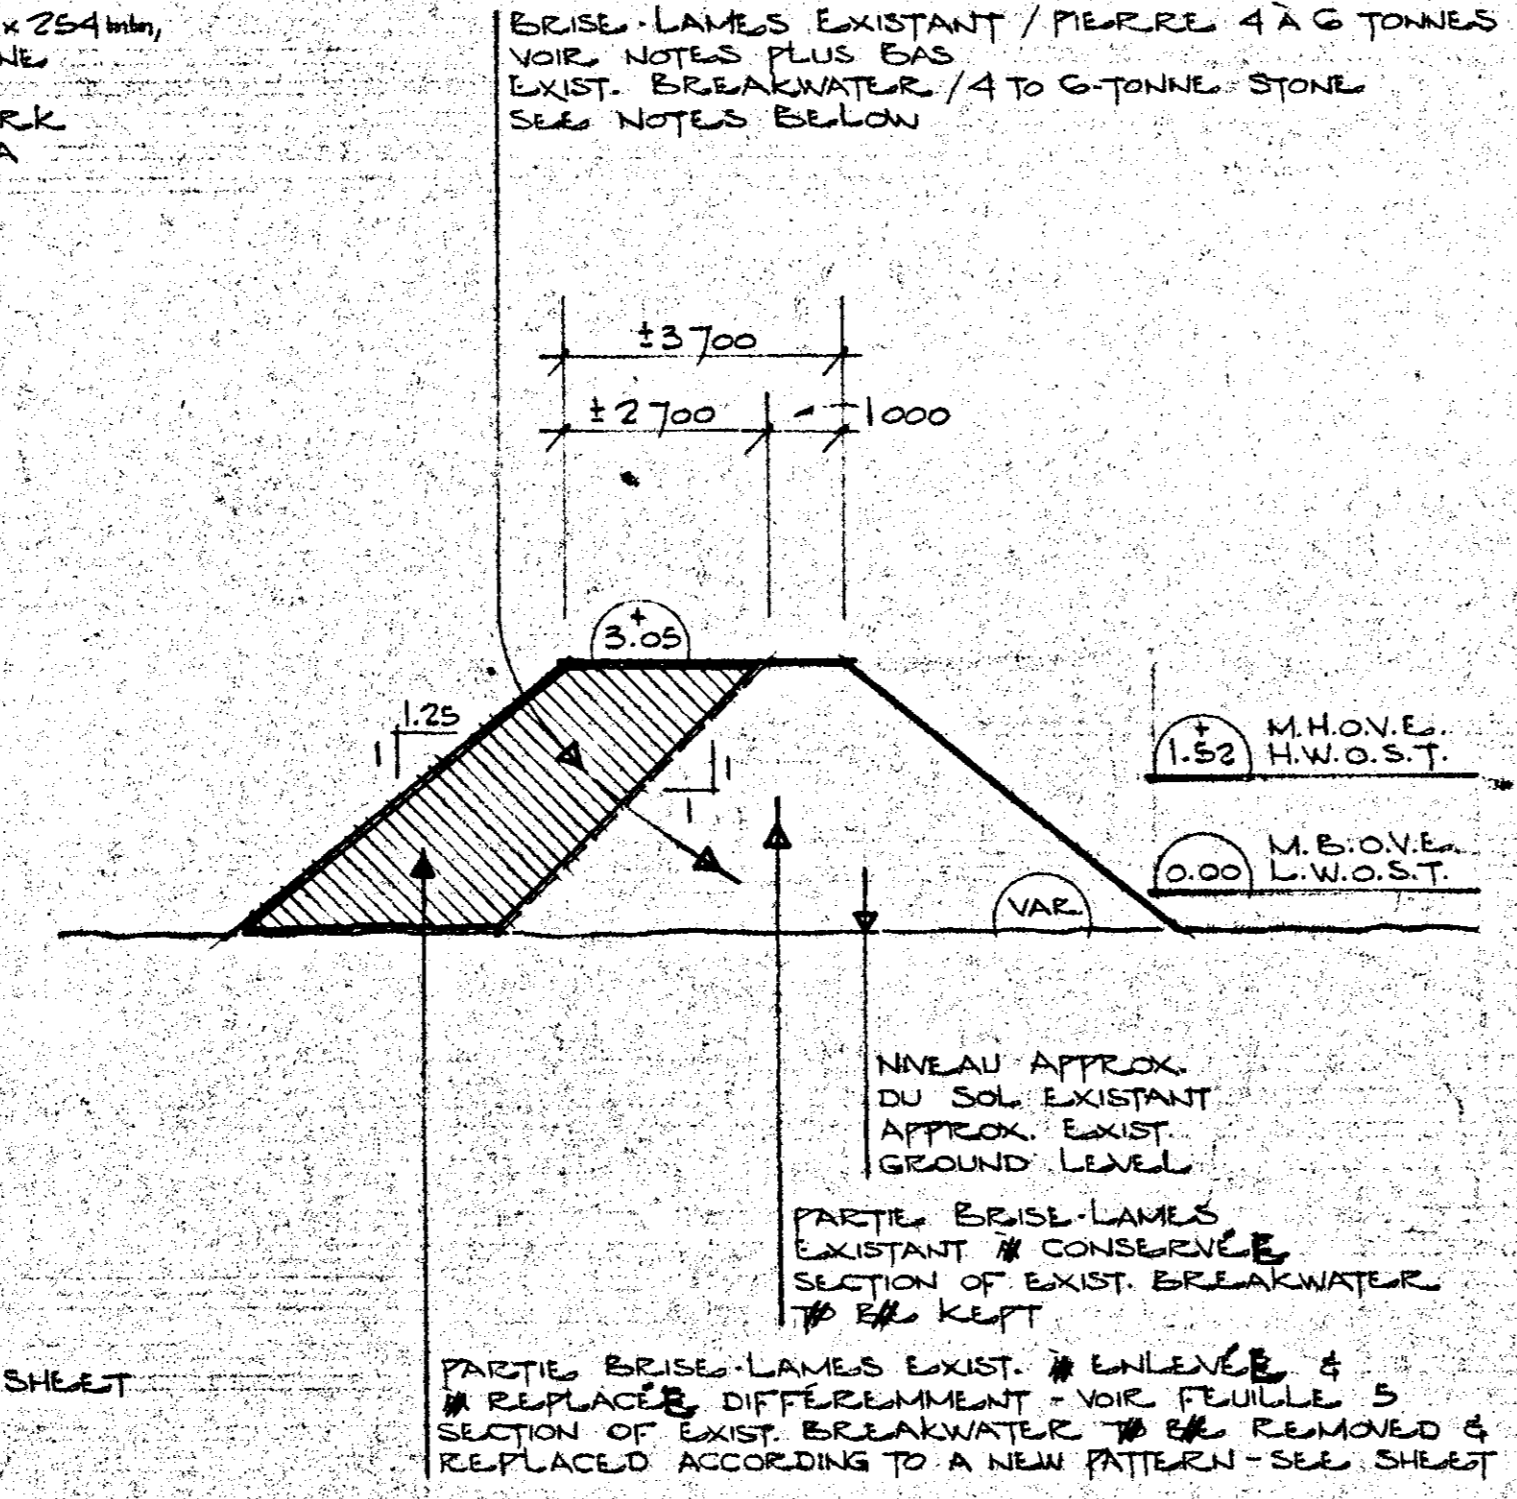 x 254 mm,
NE
RK
A
BRISE-LAMES EXISTANT / PIERRE 4 À 6 TONNES
VOIR NOTES PLUS BAS
EXIST. BREAKWATER / 4 TO 6-TONNE STONE
SEE NOTES BELOW
±3700
±2700
1000
+
3.05
1.25
1
1
1
+
1.52
M.H.O.V.E.
H.W.O.S.T.
0.00
M.B.O.V.E.
L.W.O.S.T.
VAR.
NIVEAU APPROX.
DU SOL EXISTANT
APPROX. EXIST.
GROUND LEVEL
PARTIE BRISE-LAMES
EXISTANT CONSERVÉE
SECTION OF EXIST. BREAKWATER
KEPT
SHEET
PARTIE BRISE-LAMES EXIST. ENLEVÉE &
REPLACÉE DIFFÉREMMENT - VOIR FEUILLE 5
SECTION OF EXIST. BREAKWATER REMOVED &
REPLACED ACCORDING TO A NEW PATTERN - SEE SHEET